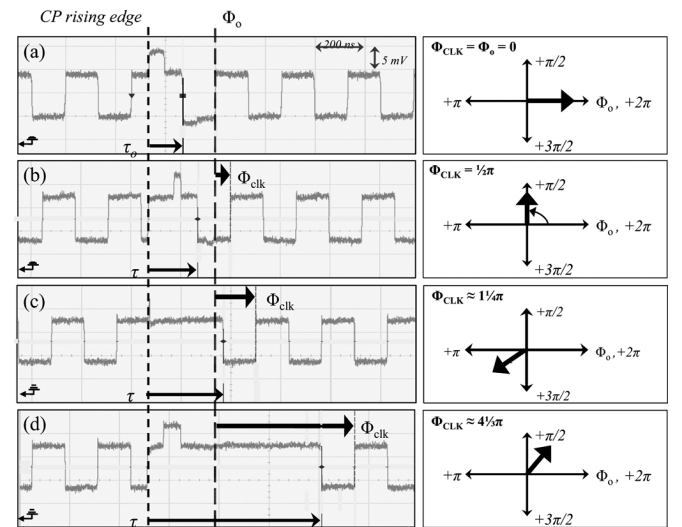 CP rising edge
Φo
(a)
200 ns
5 mV
τo
ΦCLK = Φo = 0
+π/2
+π
Φo, +2π
+3π/2
(b)
Φclk
τ
ΦCLK = ½π
+π/2
+π
Φo, +2π
+3π/2
(c)
Φclk
τ
ΦCLK ≈ 1¼π
+π/2
+π
Φo,+2π
+3π/2
(d)
Φclk
τ
ΦCLK ≈ 4⅓π
+π/2
+π
Φo, +2π
+3π/2